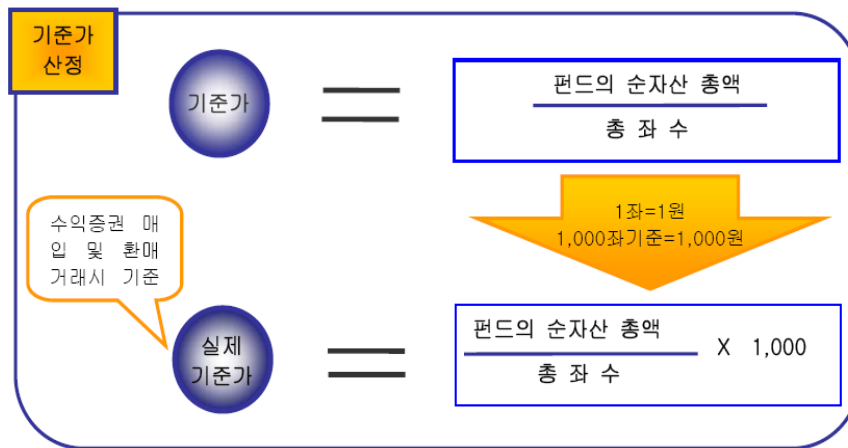 기준가
산정
기준가
펀드의 순자산 총액
총 좌 수
1좌=1원
1,000좌기준=1,000원
수익증권 매
입 및 환매
거래시 기준
실제
기준가
펀드의 순자산 총액
총 좌 수
X 1,000